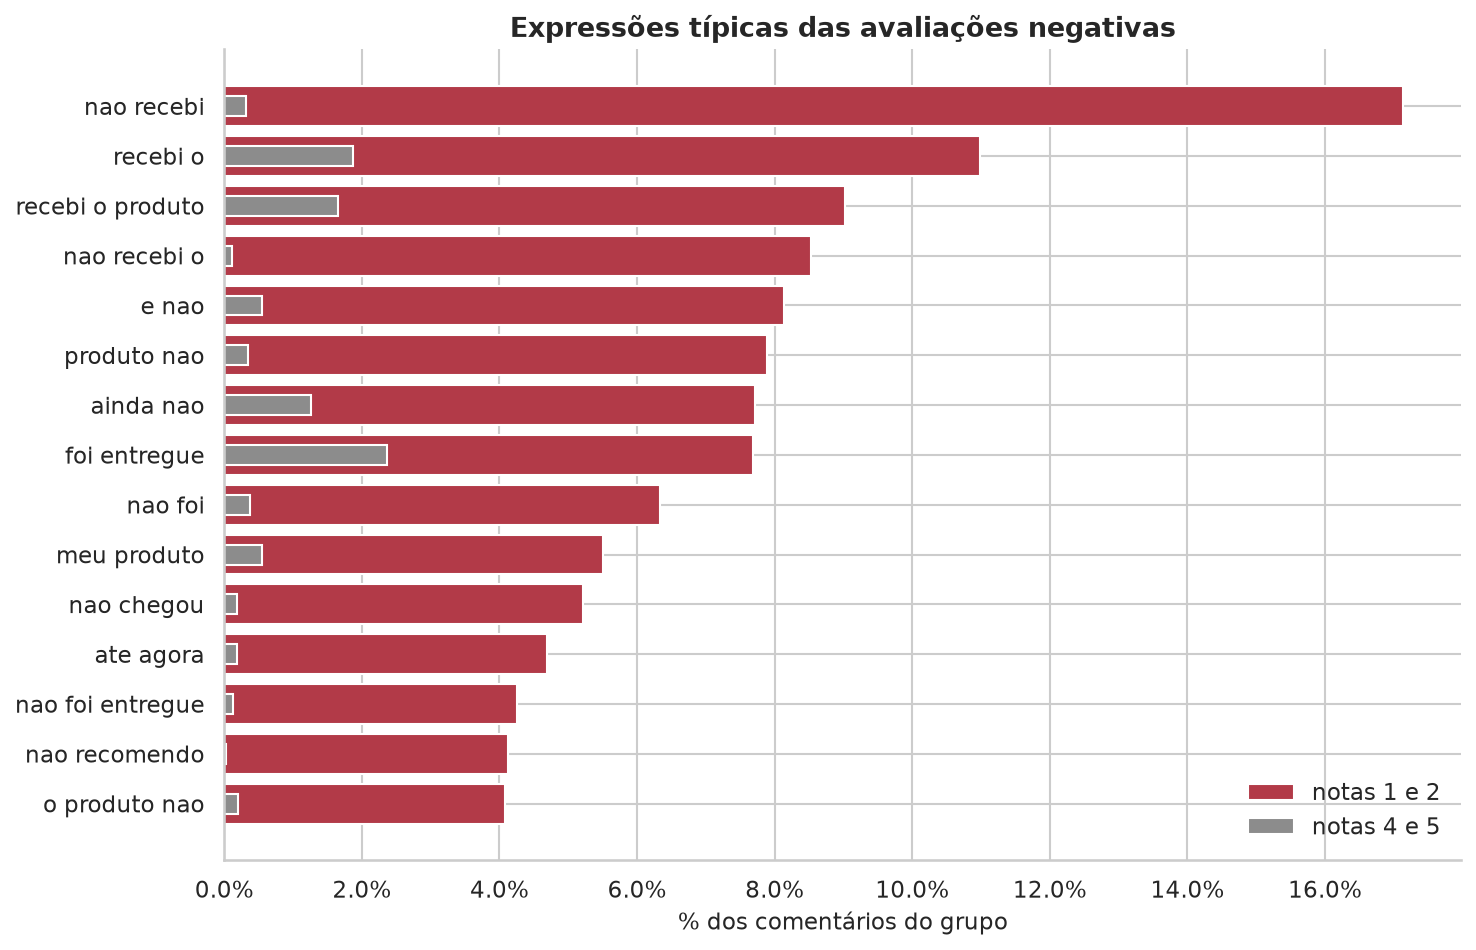 Expressões típicas das avaliações negativas
nao recebi
recebi o
recebi o produto
nao recebi o
e nao
produto nao
ainda nao
foi entregue
nao foi
meu produto
nao chegou
ate agora
nao foi entregue
nao recomendo
o produto nao
notas 1 e 2
notas 4 e 5
0.0% 2.0% 4.0% 6.0% 8.0% 10.0% 12.0% 14.0% 16.0%
% dos comentários do grupo